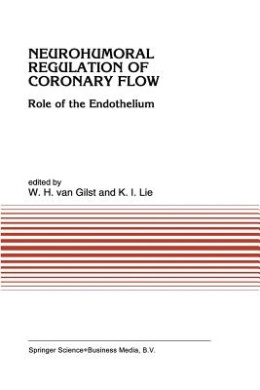 NEUROHUMORAL
REGULATION OF
CORONARY FLOW
Role of the Endothelium
edited by
W. H. van Gilst and K. I. Lie
Springer Science+Business Media, B.V.